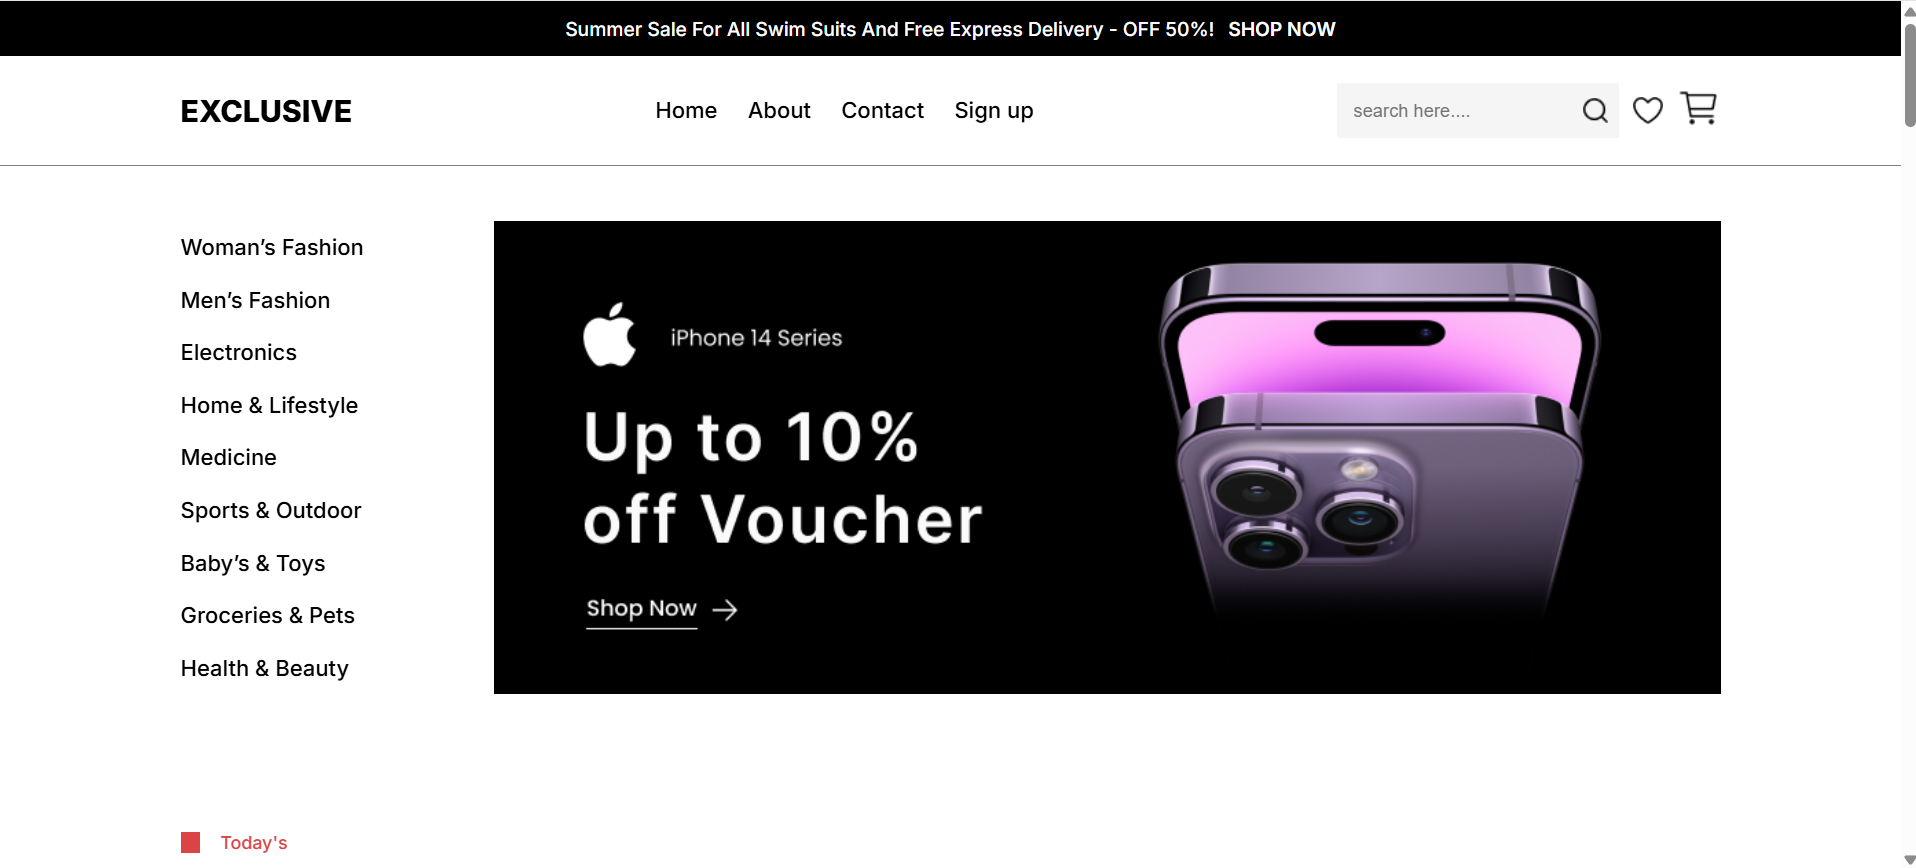 Summer Sale For All Swim Suits And Free Express Delivery - OFF 50%! SHOP NOW
EXCLUSIVE
Home About Contact Sign up
search here....
Woman’s Fashion
Men’s Fashion
Electronics
Home & Lifestyle
Medicine
Sports & Outdoor
Baby’s & Toys
Groceries & Pets
Health & Beauty
iPhone 14 Series
Up to 10%
off Voucher
Shop Now
Today's